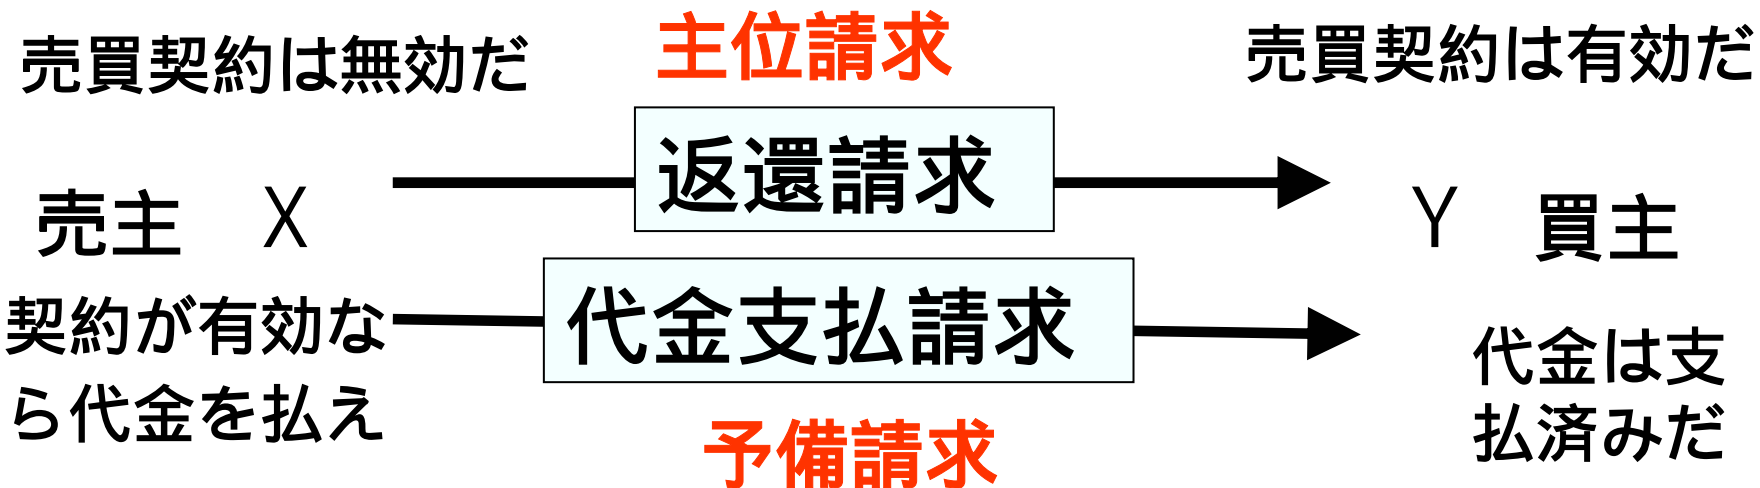 主位請求
売買契約は無効だ
売買契約は有効だ
返還請求
売主 X
Y 買主
契約が有効な
ら代金を払え
代金支払請求
代金は支
払済みだ
予備請求